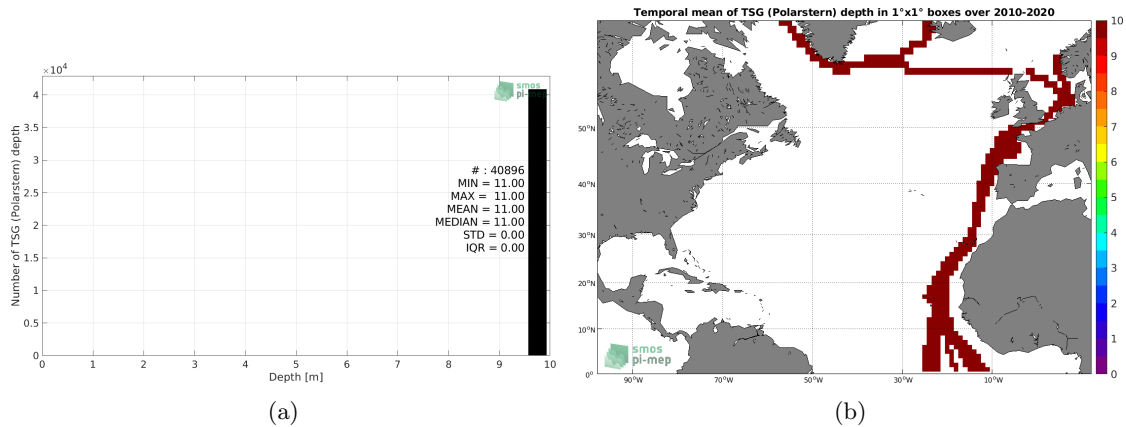 ×10⁴
smos
pi-mep
4
3.5
3
2.5
2
1.5
1
0.5
0
Number of TSG (Polarstern) depth
# : 40896
MIN = 11.00
MAX = 11.00
MEAN = 11.00
MEDIAN = 11.00
STD = 0.00
IQR = 0.00
0 1 2 3 4 5 6 7 8 9 10
Depth [m]
(a)
Temporal mean of TSG (Polarstern) depth in 1°x1° boxes over 2010-2020
50°N
40°N
30°N
20°N
10°N
0°
90°W 70°W 50°W 30°W 10°W
smos
pi-mep
10
9
8
7
6
5
4
3
2
1
0
(b)